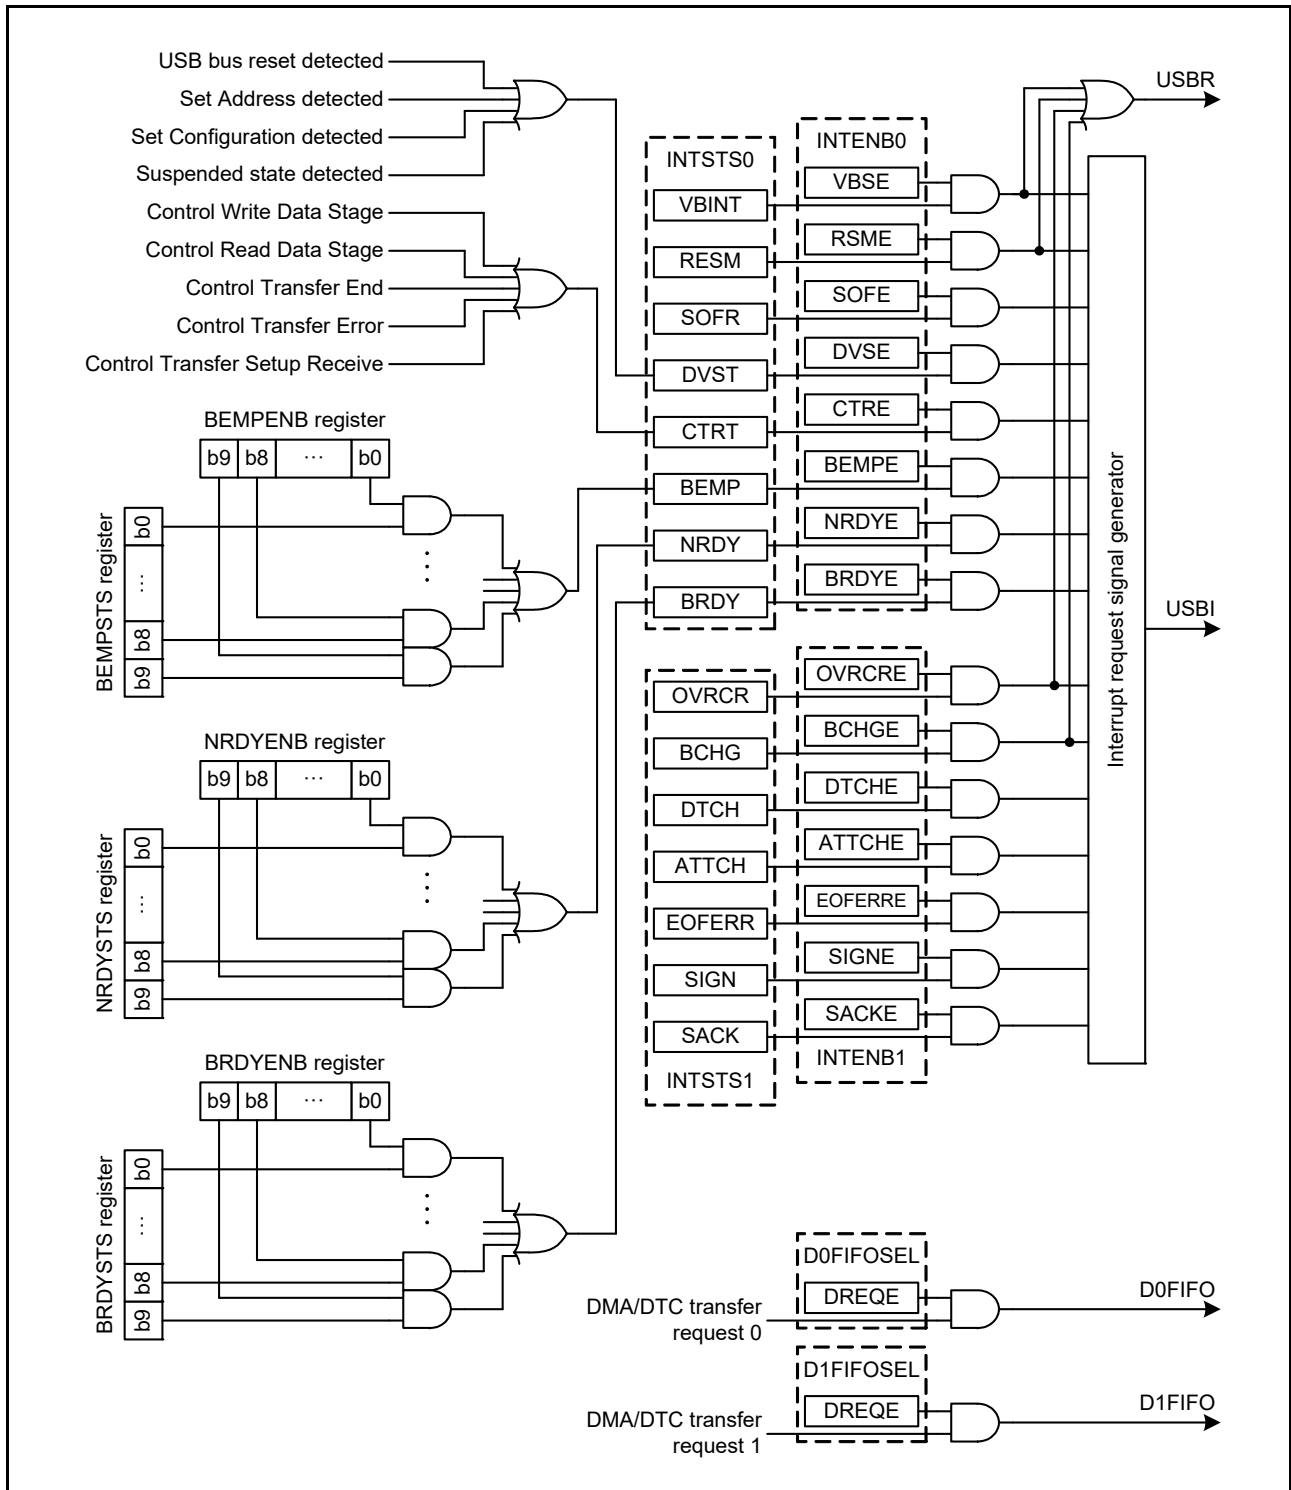 USB bus reset detected
Set Address detected
Set Configuration detected
Suspended state detected
Control Write Data Stage
Control Read Data Stage
Control Transfer End
Control Transfer Error
Control Transfer Setup Receive
BEMPENB register
b9 b8 ··· b0
BEMPSTS register
b0
···
b8
b9
NRDYENB register
b9 b8 ··· b0
NRDYSTS register
b0
···
b8
b9
BRDYENB register
b9 b8 ··· b0
BRDYSTS register
b0
···
b8
b9
INTSTS0
VBINT
RESM
SOFR
DVST
CTRT
BEMP
NRDY
BRDY
INTENB0
VBSE
RSME
SOFE
DVSE
CTRE
BEMPE
NRDYE
BRDYE
OVRCR
BCHG
DTCH
ATTCH
EOFERR
SIGN
SACK
INTSTS1
OVRCRE
BCHGE
DTCHE
ATTCHE
EOFERRE
SIGNE
SACKE
INTENB1
Interrupt request signal generator
USBR
USBI
D0FIFOSEL
DREQE
DMA/DTC transfer
request 0
D0FIFO
D1FIFOSEL
DREQE
DMA/DTC transfer
request 1
D1FIFO